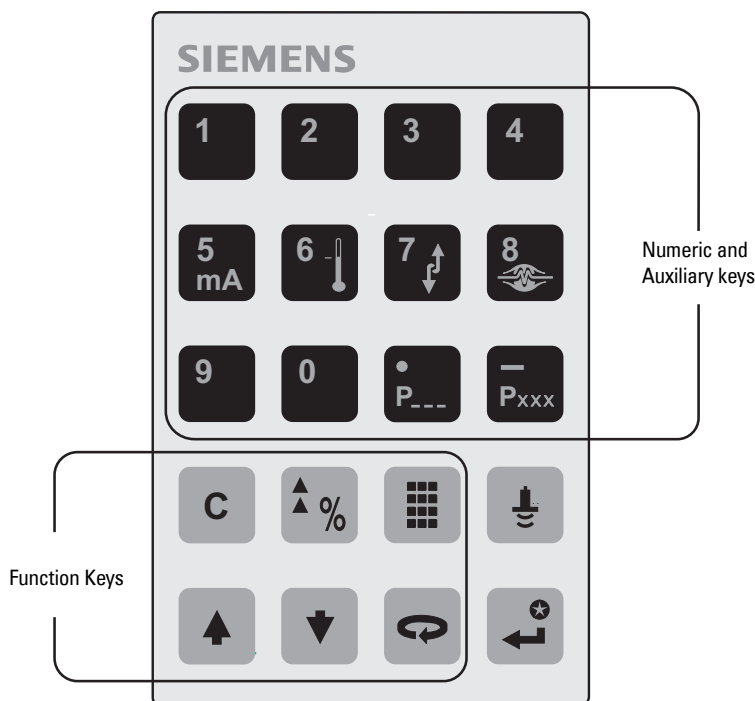 SIEMENS
1 2 3 4
5 6 7 8
mA
9 0 • –
P___ Pxxx
C %
Numeric and
Auxiliary keys
Function Keys